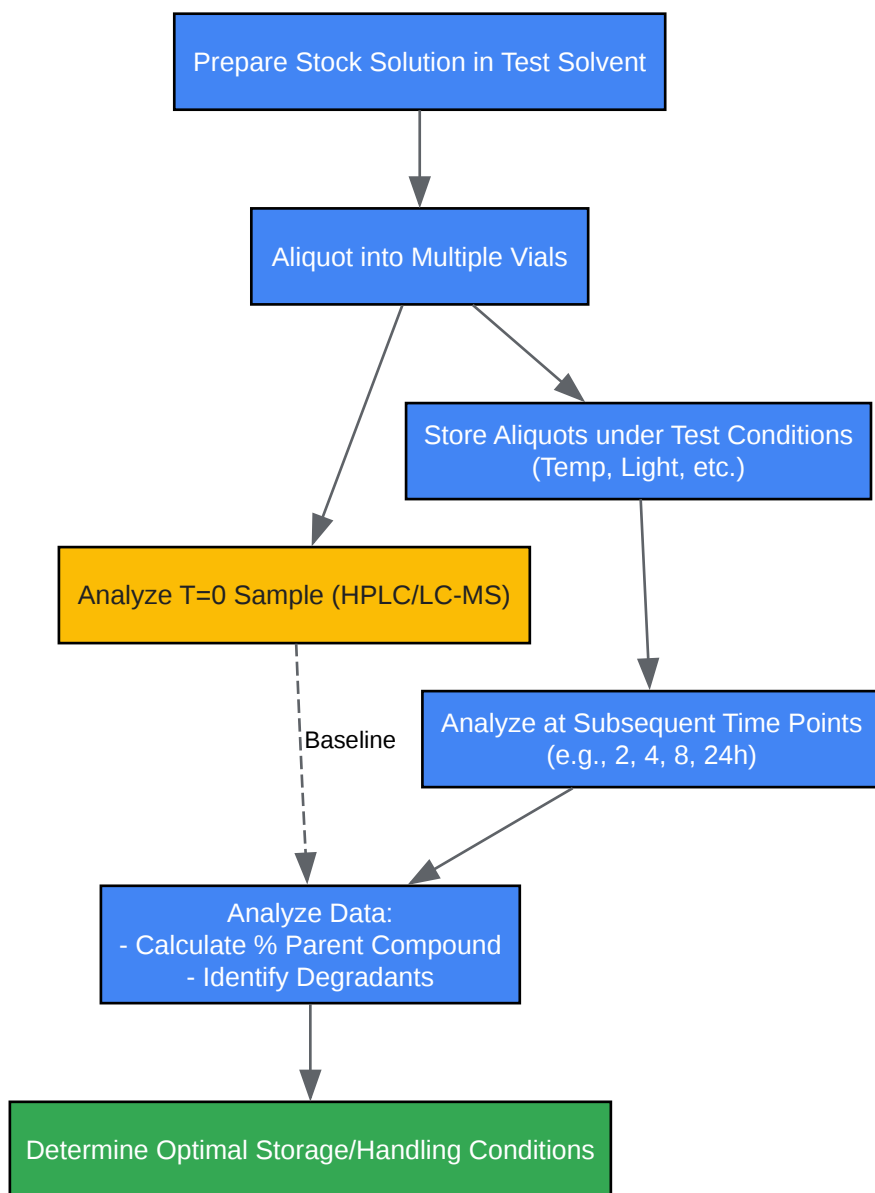 Prepare Stock Solution in Test Solvent
Aliquot into Multiple Vials
Store Aliquots under Test Conditions
(Temp, Light, etc.)
Analyze T=0 Sample (HPLC/LC-MS)
Analyze at Subsequent Time Points
(e.g., 2, 4, 8, 24h)
Baseline
Analyze Data:
- Calculate % Parent Compound
- Identify Degradants
Determine Optimal Storage/Handling Conditions